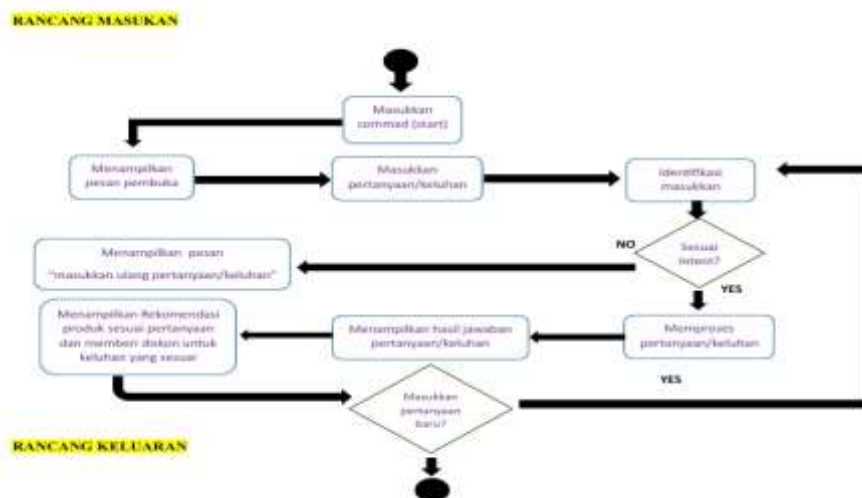 RANCANG MASUKAN
Masukkan
commad (start)
Menampilkan
pesan pembuka
Masukkan
pertanyaan/keluhan
Identifikasi
masukkan
Sesuai
intent?
NO
YES
Menampilkan pesan
"masukkan ulang pertanyaan/keluhan"
Memproses
pertanyaan/keluhan
Menampilkan hasil jawaban
pertanyaan/keluhan
Menampilkan Rekomendasi
produk sesuai pertanyaan
dan memberi diskon untuk
keluhan yang sesuai
Masukkan
pertanyaan
baru?
YES
RANCANG KELUARAN